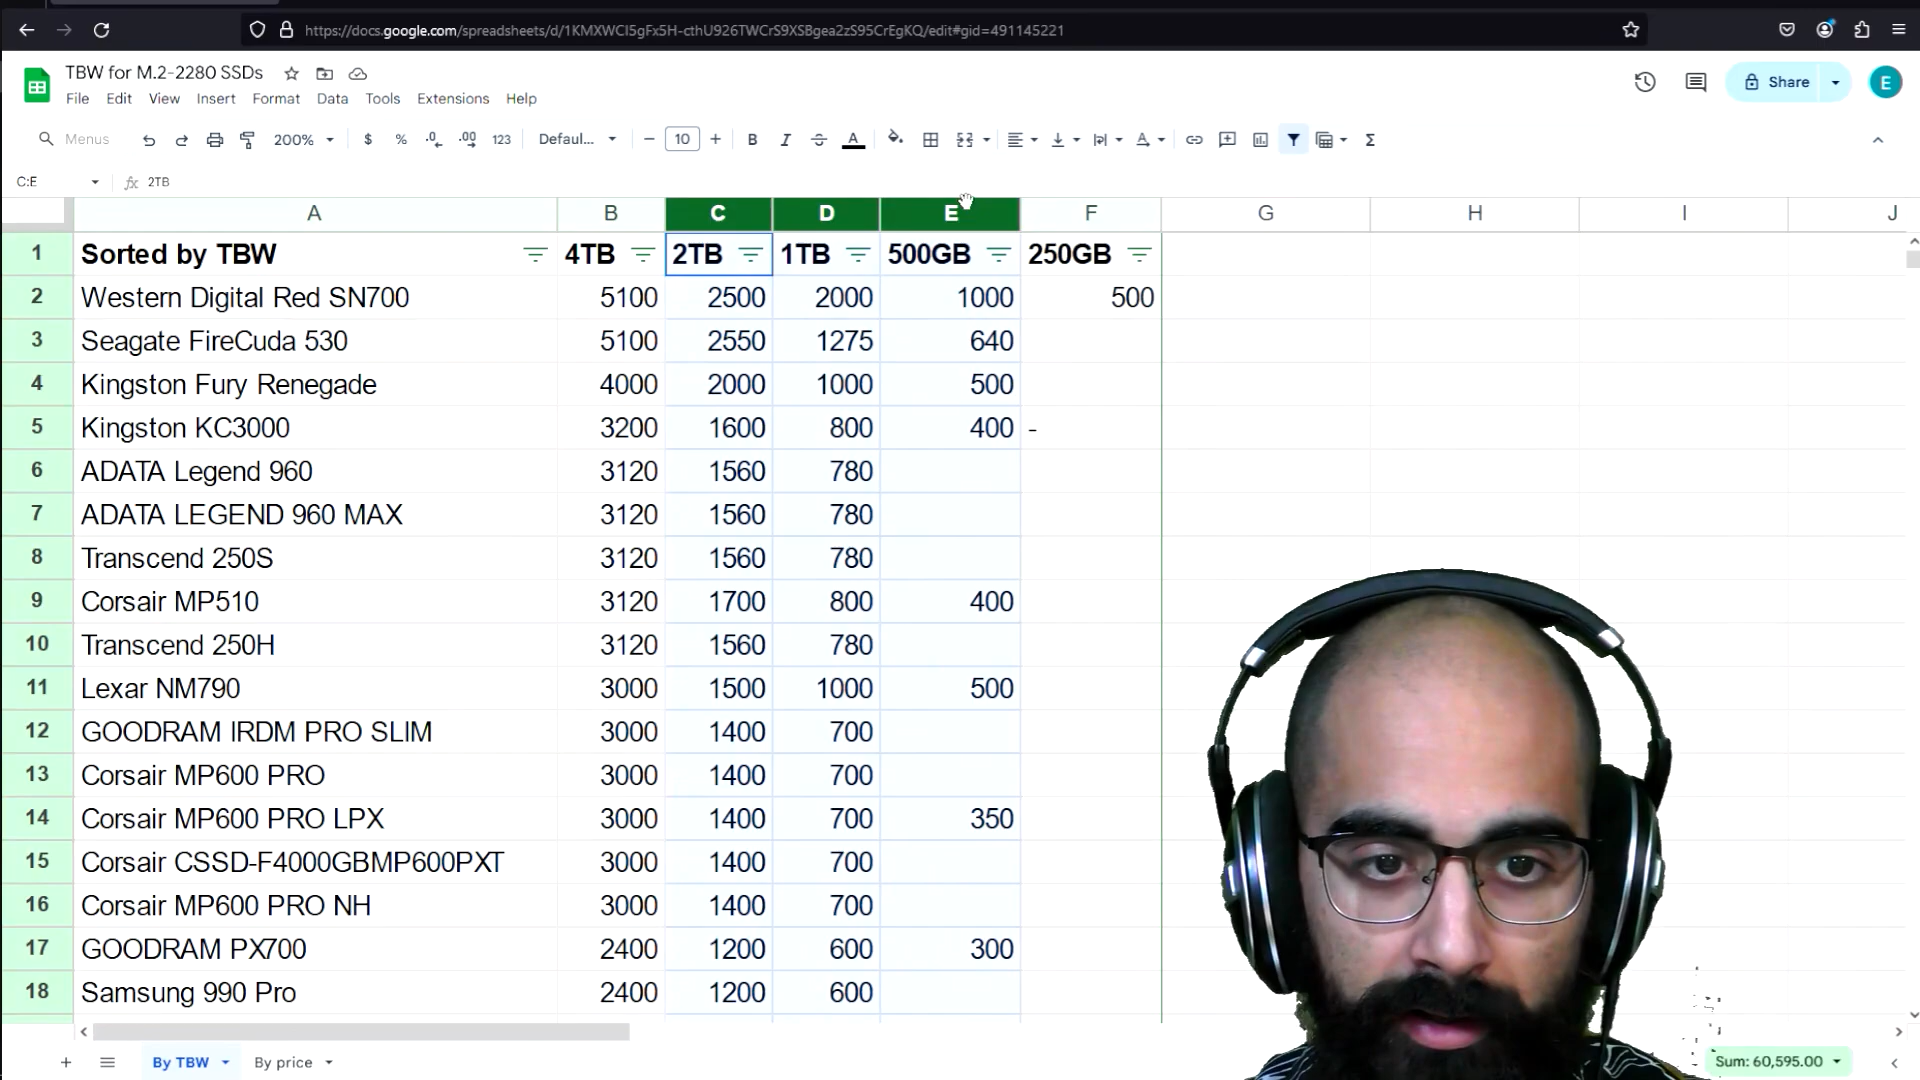 https://docs.google.com/spreadsheets/d/1KMXWCI5gFx5H-cthU926TWCrS9XSBgea2zS95CrEgKQ/edit#gid=491145221
TBW for M.2-2280 SSDs
File Edit View Insert Format Data Tools Extensions Help
Share
E
Menus 200% $ % .0 .00 123 Defaul... 10 B I A
C:E fx 2TB
A B C D E F G H I J
1 Sorted by TBW 4TB 2TB 1TB 500GB 250GB
2 Western Digital Red SN700 5100 2500 2000 1000 500
3 Seagate FireCuda 530 5100 2550 1275 640
4 Kingston Fury Renegade 4000 2000 1000 500
5 Kingston KC3000 3200 1600 800 400 -
6 ADATA Legend 960 3120 1560 780
7 ADATA LEGEND 960 MAX 3120 1560 780
8 Transcend 250S 3120 1560 780
9 Corsair MP510 3120 1700 800 400
10 Transcend 250H 3120 1560 780
11 Lexar NM790 3000 1500 1000 500
12 GOODRAM IRDM PRO SLIM 3000 1400 700
13 Corsair MP600 PRO 3000 1400 700
14 Corsair MP600 PRO LPX 3000 1400 700 350
15 Corsair CSSD-F4000GBMP600PXT 3000 1400 700
16 Corsair MP600 PRO NH 3000 1400 700
17 GOODRAM PX700 2400 1200 600 300
18 Samsung 990 Pro 2400 1200 600
By TBW By price Sum: 60,595.00